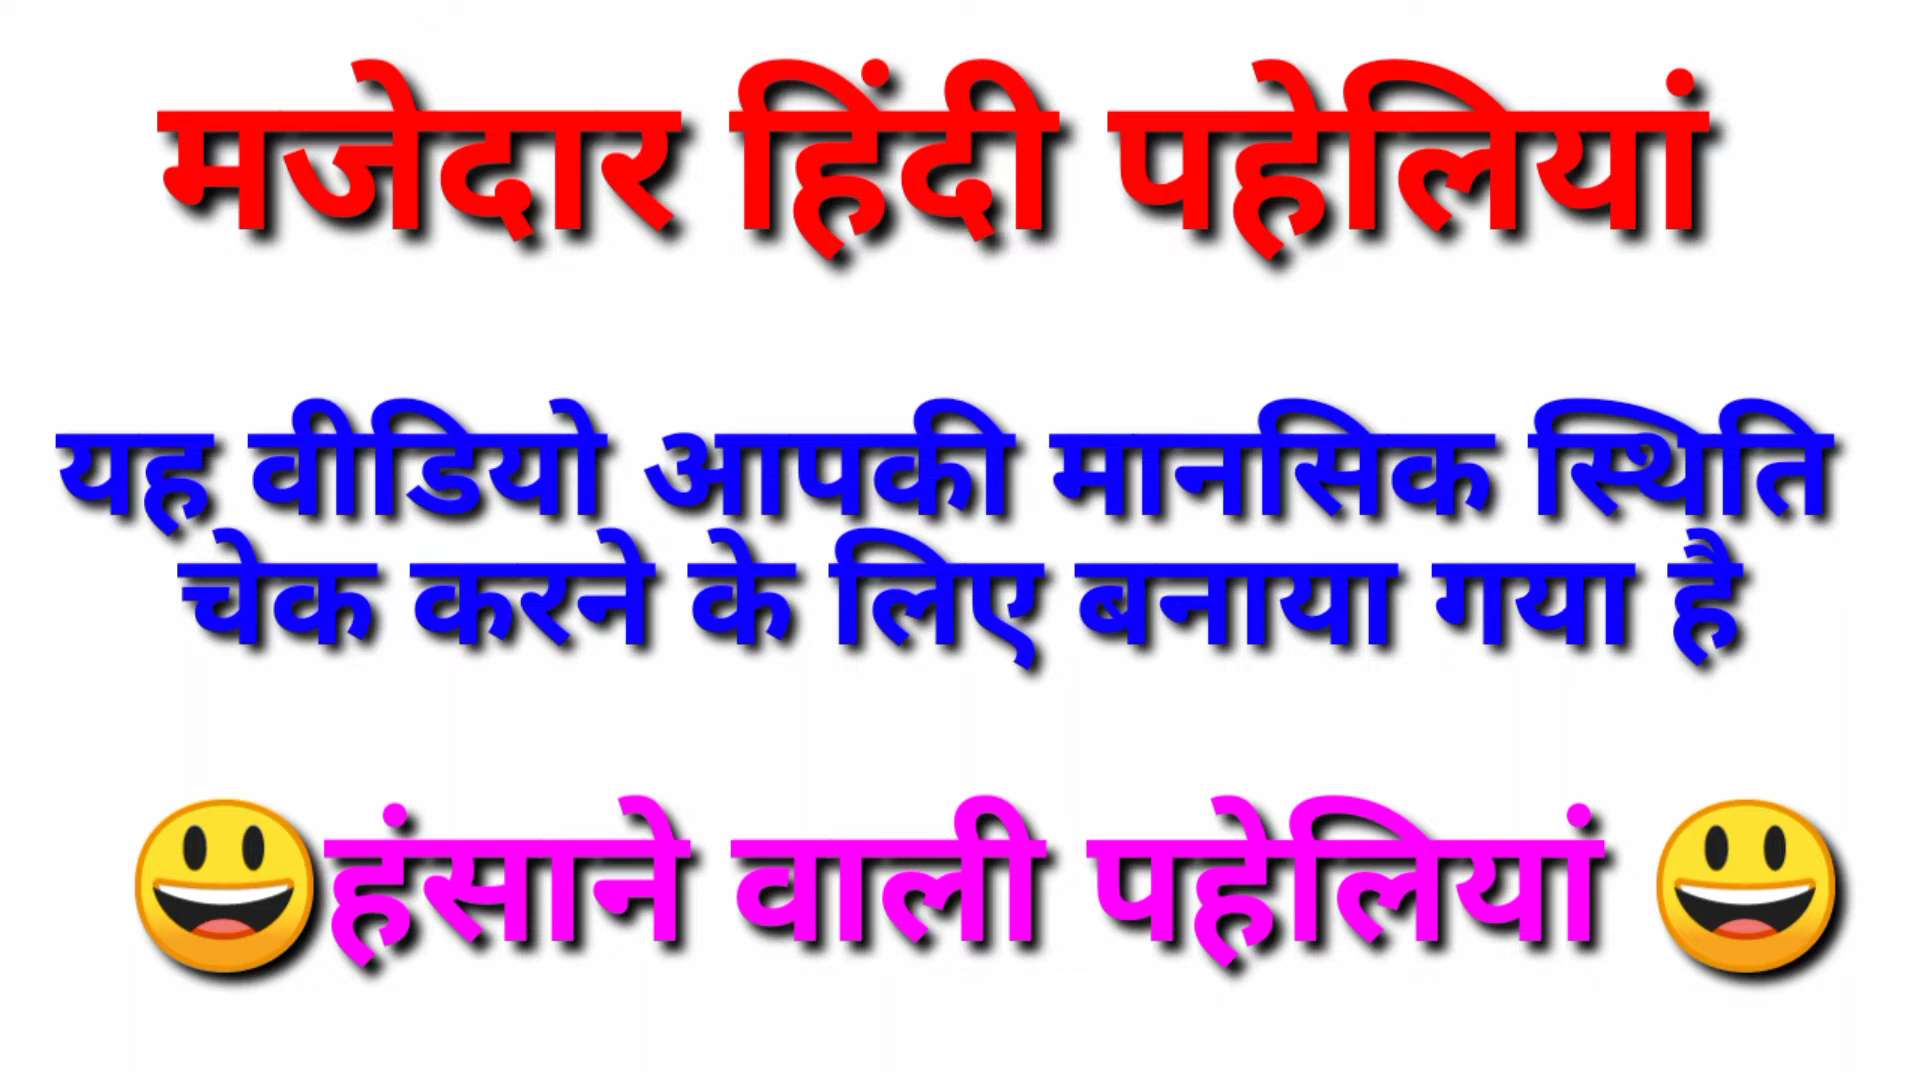 मजेदार हिंदी पहेलियां
यह वीडियो आपकी मानसिक स्थिति
चेक करने के लिए बनाया गया है
😃हंसाने वाली पहेलियां 😃